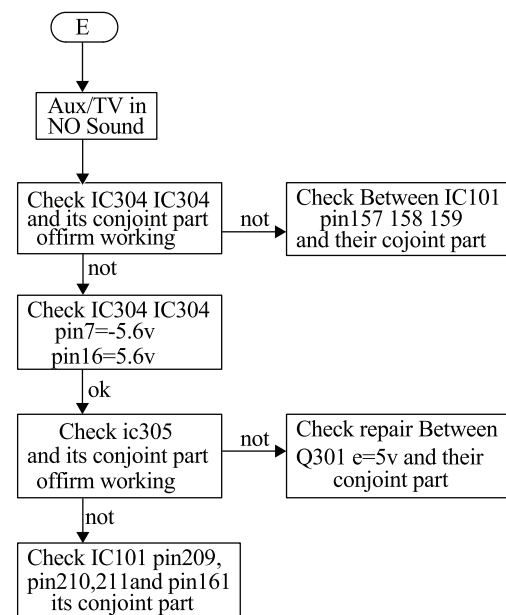 E
Aux/TV in
NO Sound
Check IC304 IC304
and its conjoint part
offirm working
not
Check Between IC101
pin157 158 159
and their cojoint part
not
Check IC304 IC304
pin7=-5.6v
pin16=5.6v
ok
Check ic305
and its conjoint part
offirm working
not
Check repair Between
Q301 e=5v and their
conjoint part
not
Check IC101 pin209,
pin210,211and pin161
its conjoint part